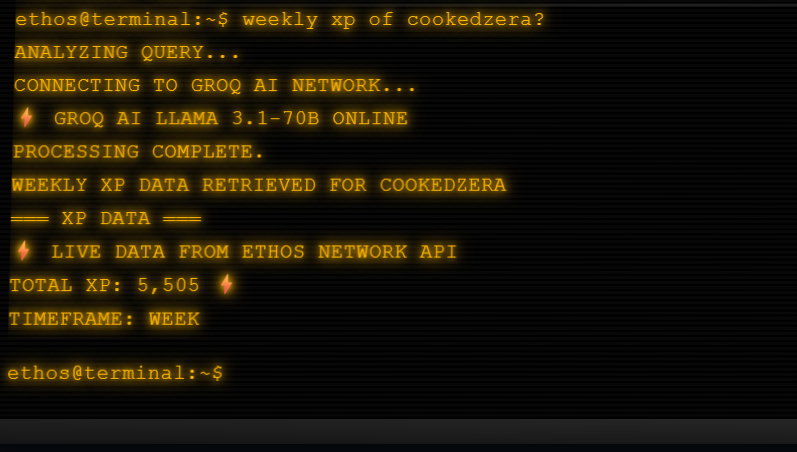 ethos@terminal:~$ weekly xp of cookedzera?
ANALYZING QUERY...
CONNECTING TO GROQ AI NETWORK...
⚡ GROQ AI LLAMA 3.1-70B ONLINE
PROCESSING COMPLETE.
WEEKLY XP DATA RETRIEVED FOR COOKEDZERA
═══ XP DATA ═══
⚡ LIVE DATA FROM ETHOS NETWORK API
TOTAL XP: 5,505 ⚡
TIMEFRAME: WEEK
ethos@terminal:~$